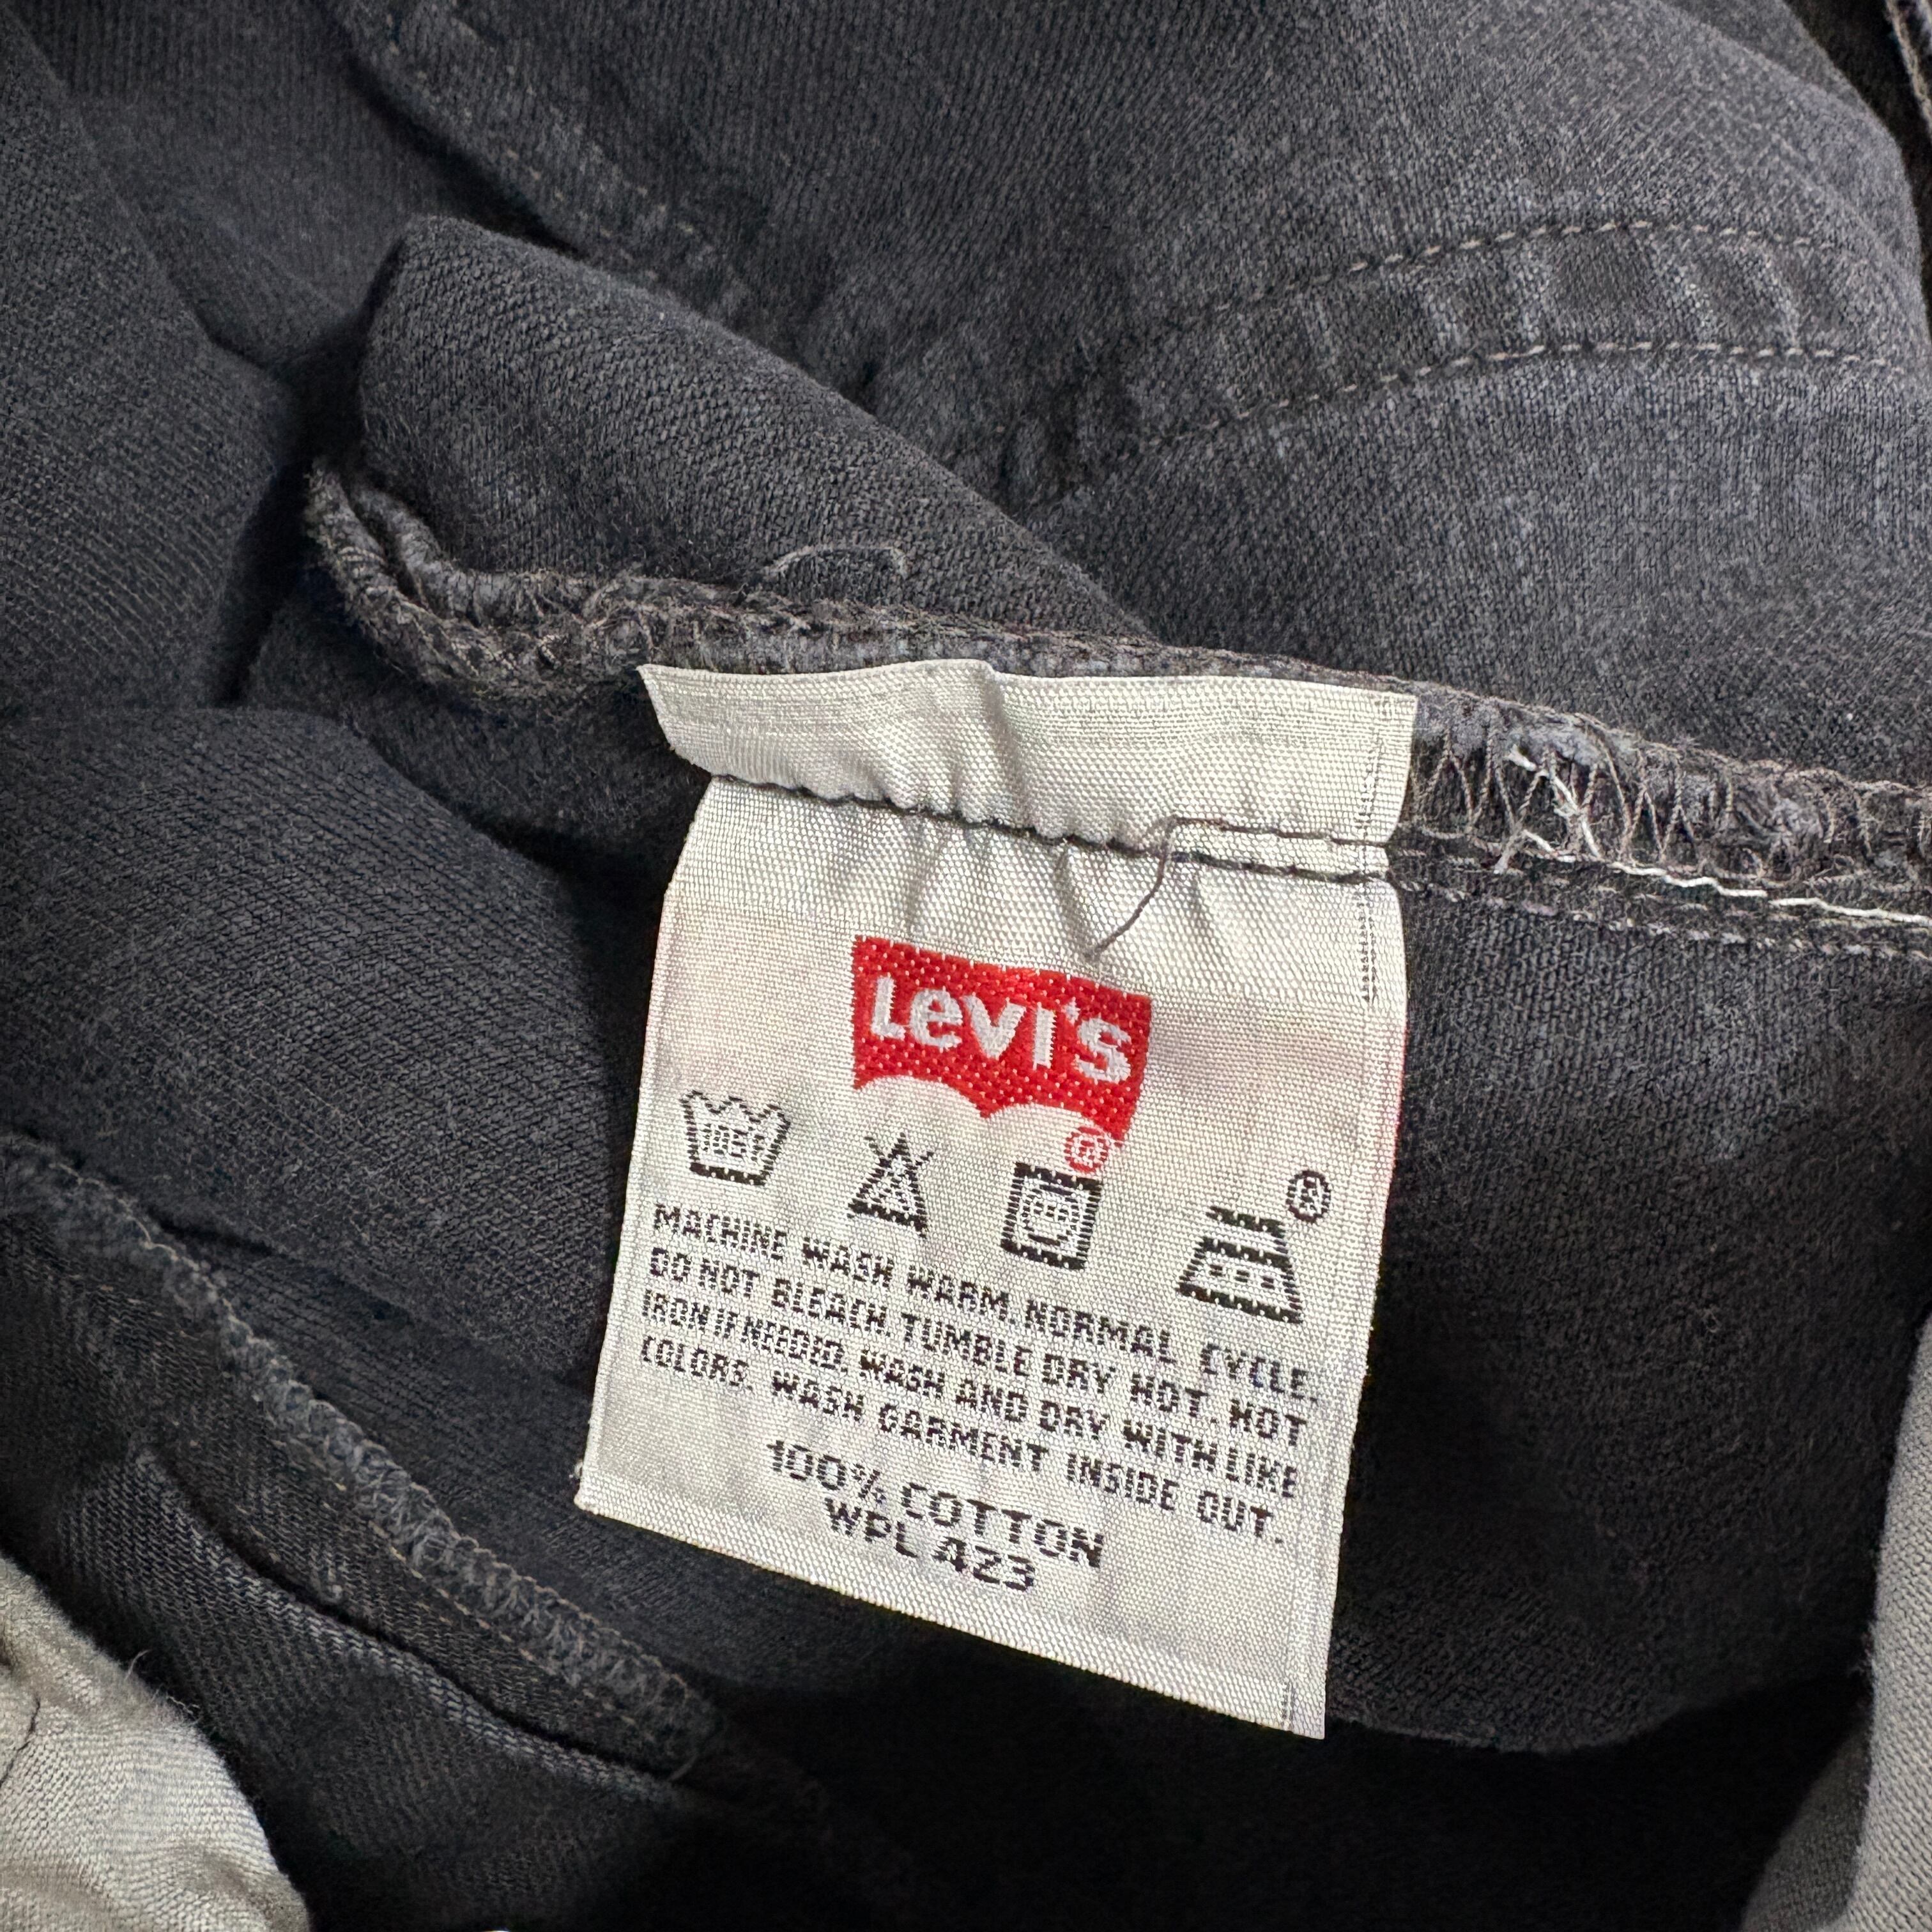 LEVI'S
®
105F
®
MACHINE WASH WARM, NORMAL CYCLE.
DO NOT BLEACH. TUMBLE DRY HOT. HOT
IRON IF NEEDED. WASH AND DRY WITH LIKE
COLORS. WASH GARMENT INSIDE OUT.
100% COTTON
WPL 423